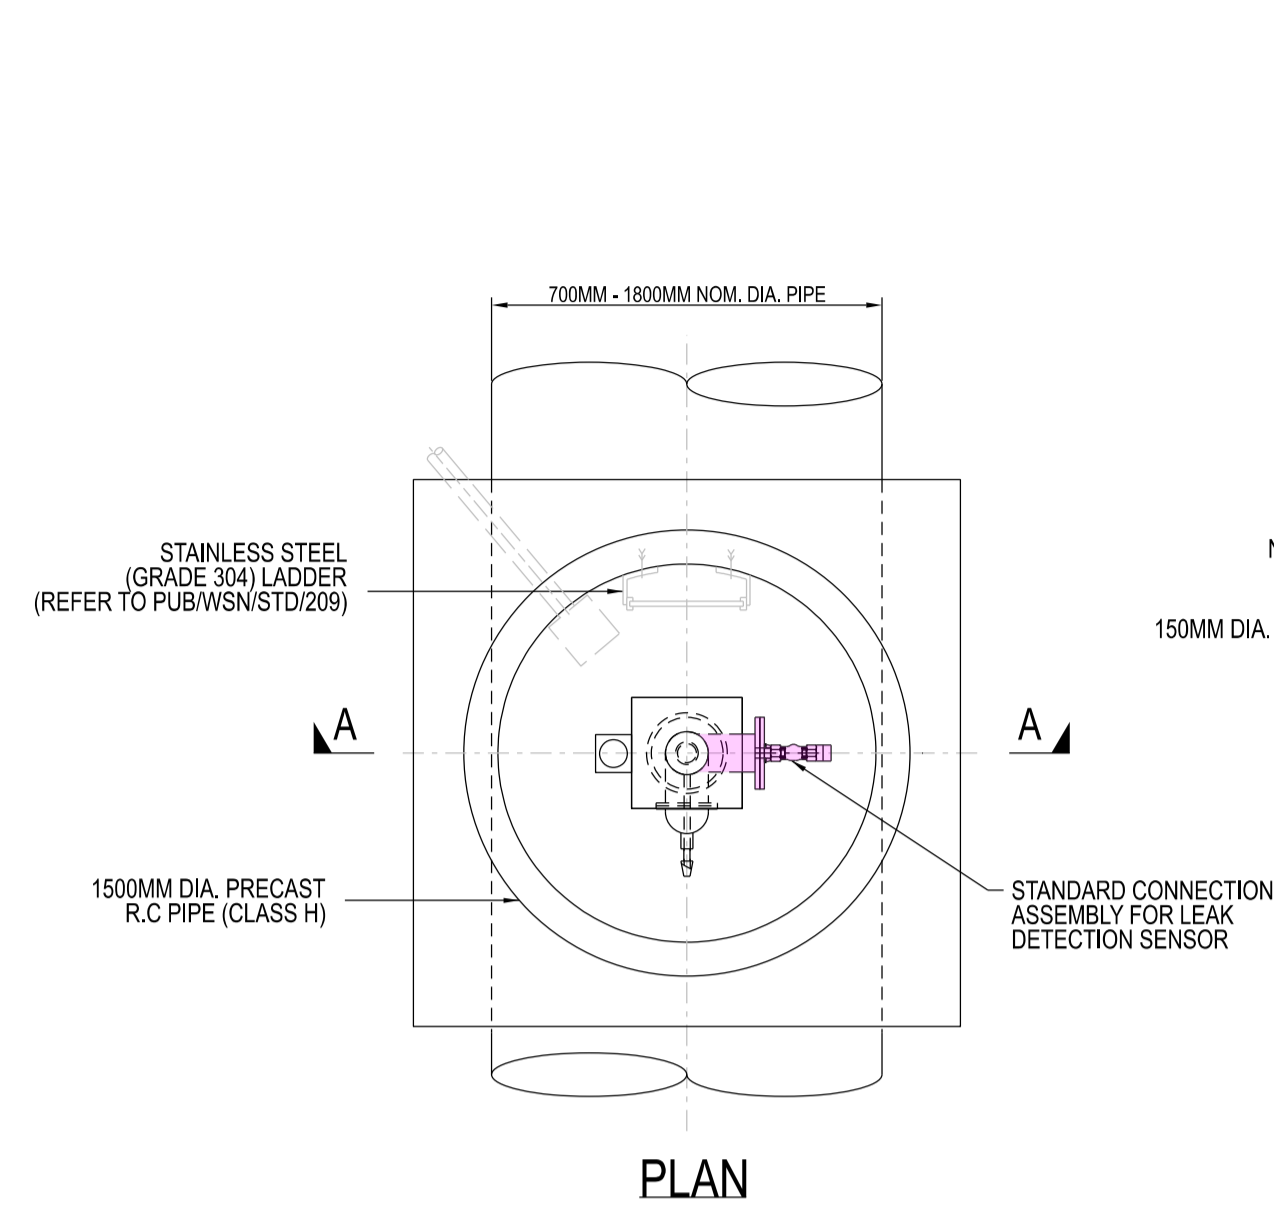 700MM - 1800MM NOM. DIA. PIPE
STAINLESS STEEL
(GRADE 304) LADDER
(REFER TO PUB/WSN/STD/209)
N
150MM DIA.
A
A
1500MM DIA. PRECAST
R.C PIPE (CLASS H)
STANDARD CONNECTION
ASSEMBLY FOR LEAK
DETECTION SENSOR
PLAN